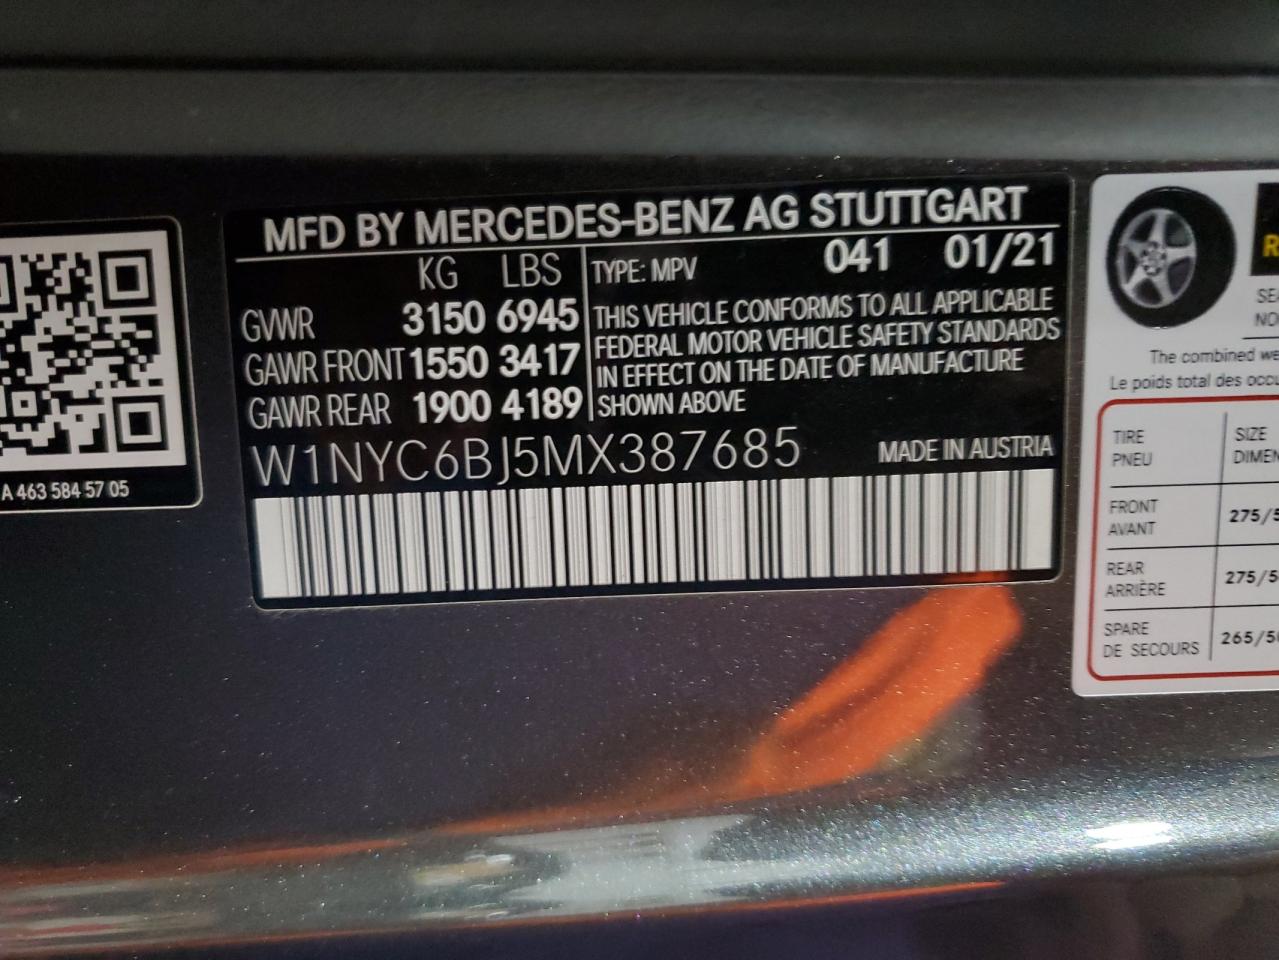 MFD BY MERCEDES-BENZ AG STUTTGART
KG LBS
GVWR 3150 6945
GAWR FRONT 1550 3417
GAWR REAR 1900 4189
TYPE: MPV 041 01/21
THIS VEHICLE CONFORMS TO ALL APPLICABLE
FEDERAL MOTOR VEHICLE SAFETY STANDARDS
IN EFFECT ON THE DATE OF MANUFACTURE
SHOWN ABOVE
W1NYC6BJ5MX387685 MADE IN AUSTRIA
A 463 584 57 05
The combined
Le poids total des
TIRE SIZE
PNEU
FRONT
AVANT
REAR
ARRIÈRE
SPARE
DE SECOURS